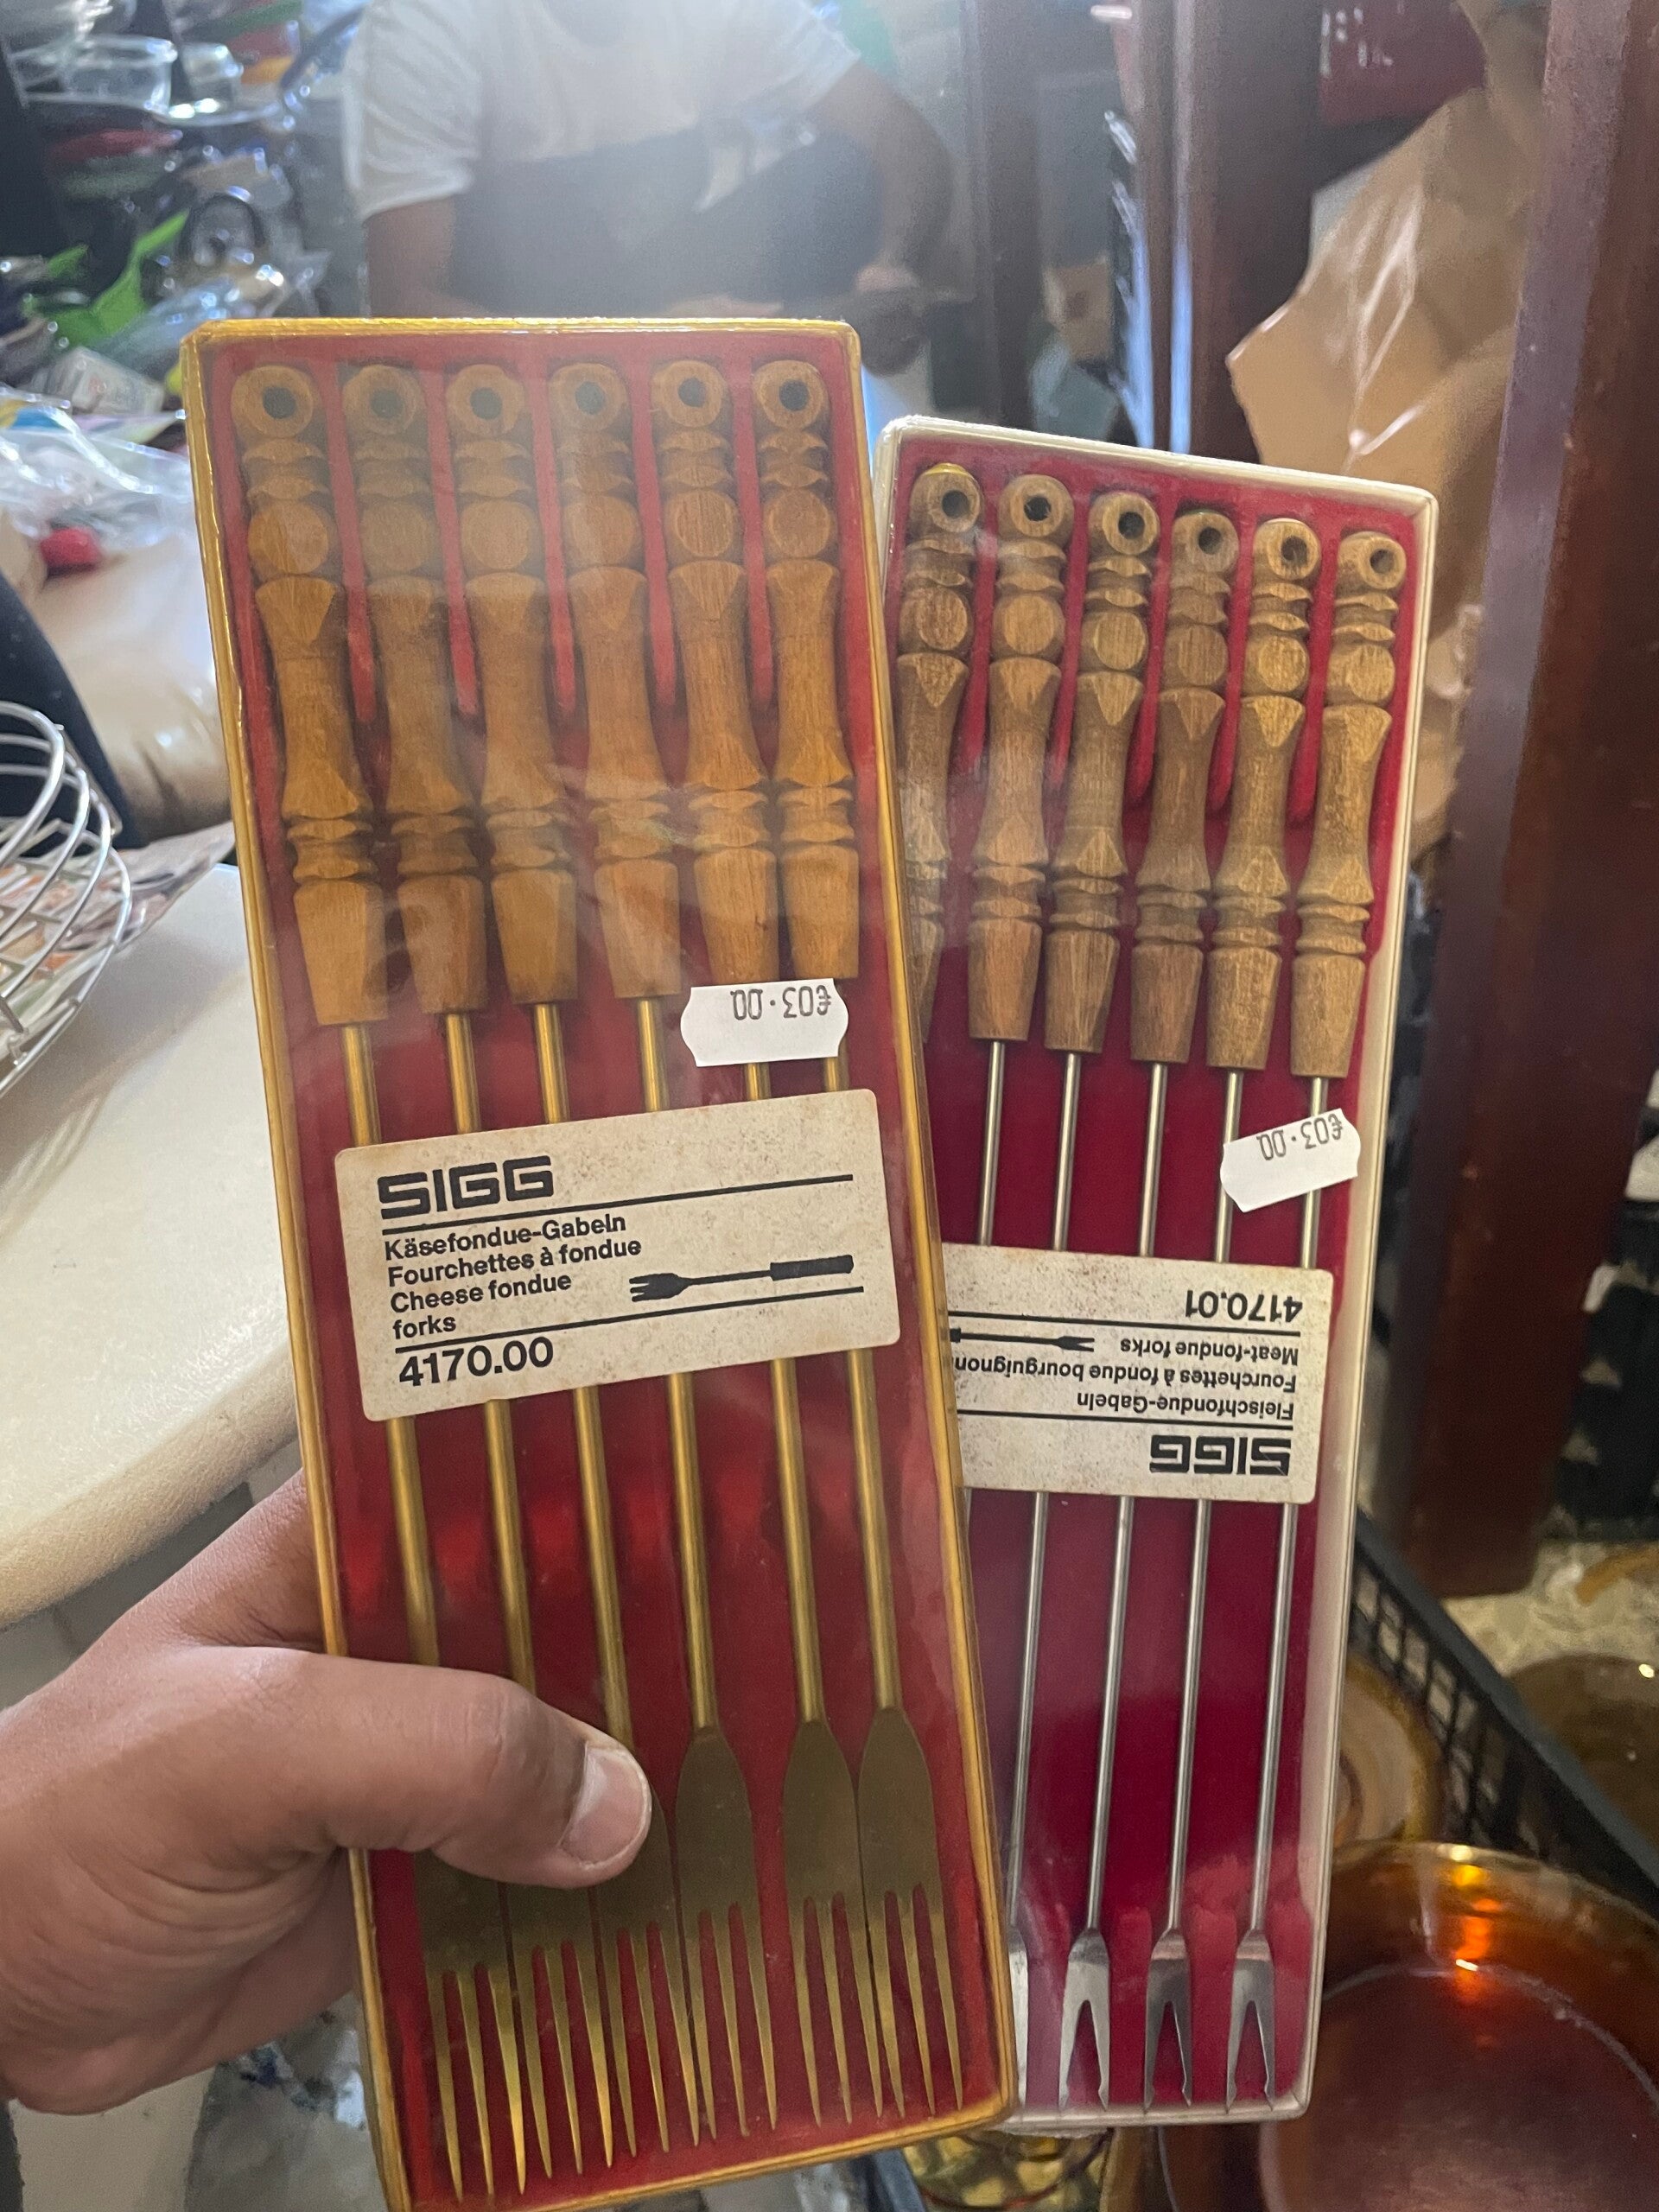 €03.00
SIGG
Käsefondue-Gabeln
Fourchettes à fondue
Cheese fondue
forks
4170.00
€03.00
SIGG
Fleischfondue-Gabeln
Fourchettes à fondue
Meat-fondue forks
4170.01